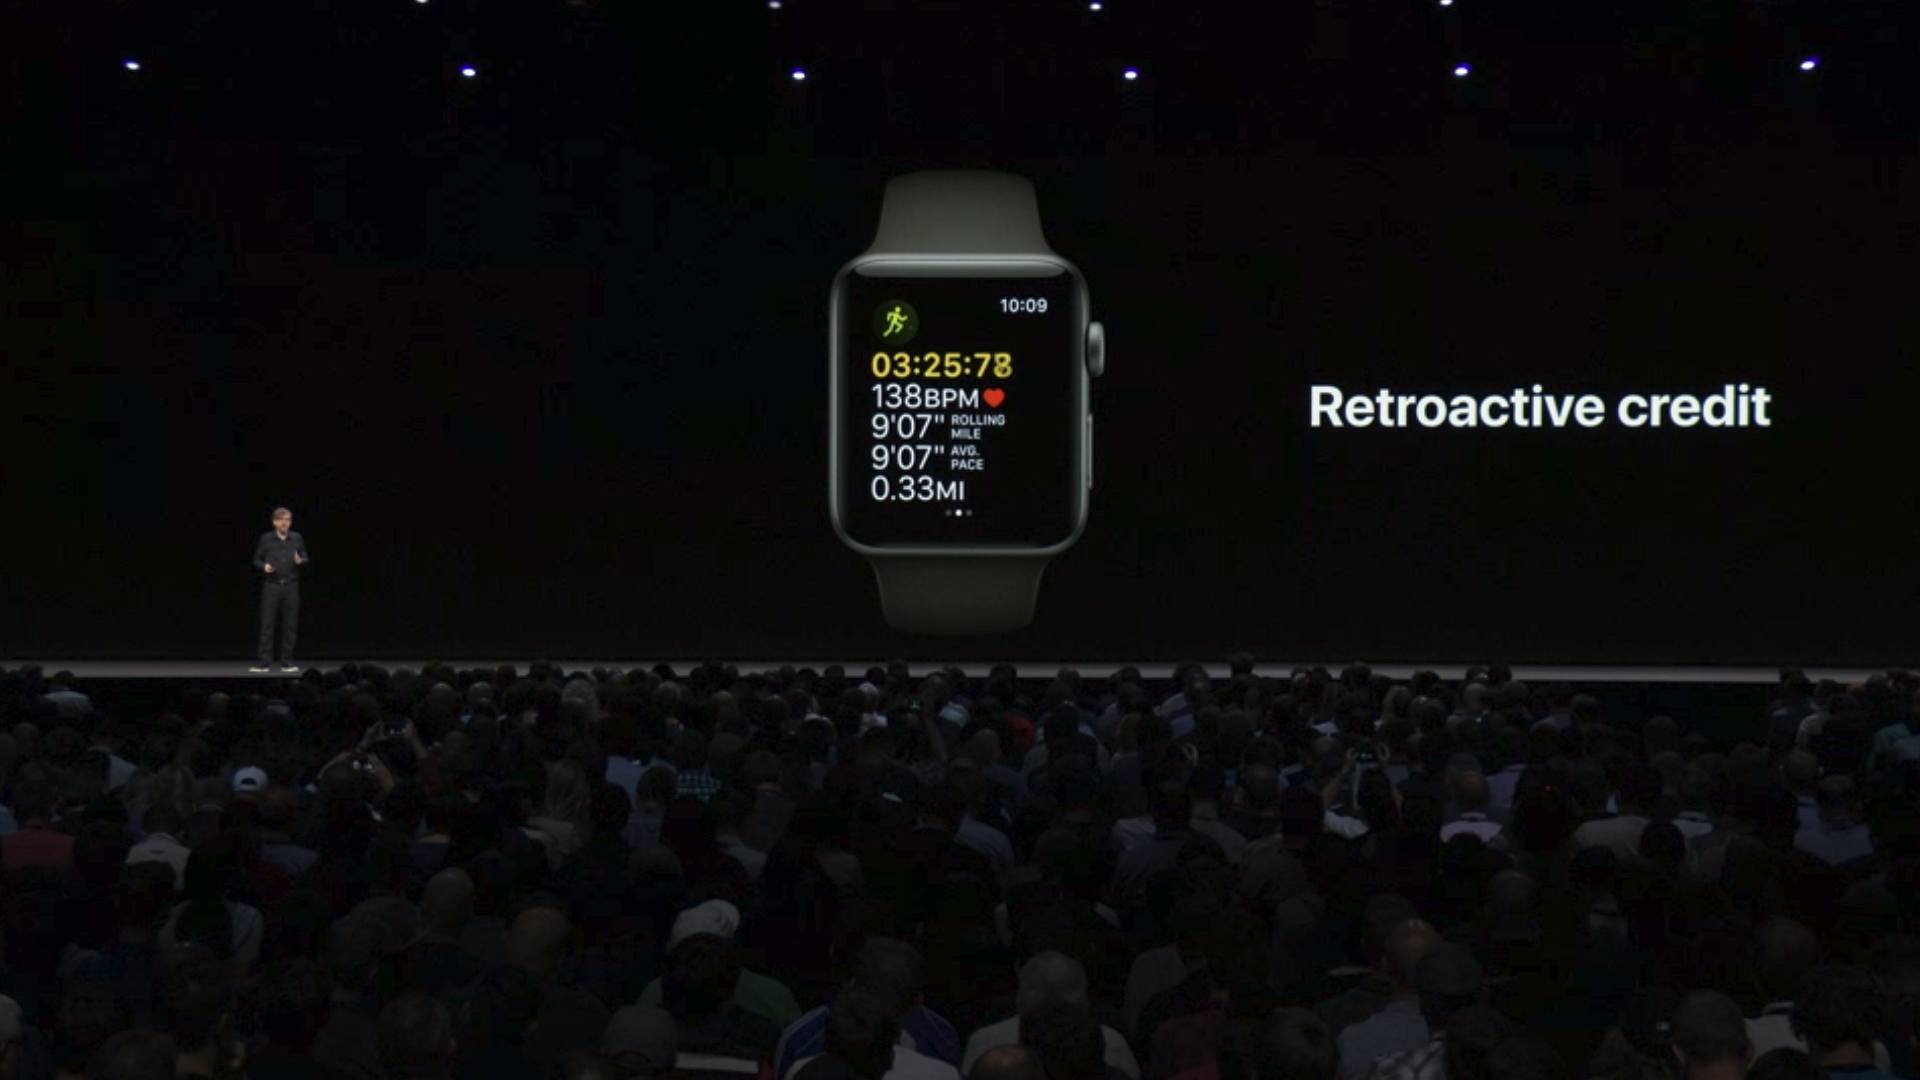 10:09
03:25:78
138BPM
9'07" ROLLING MILE
9'07" AVG. PACE
0.33MI
Retroactive credit